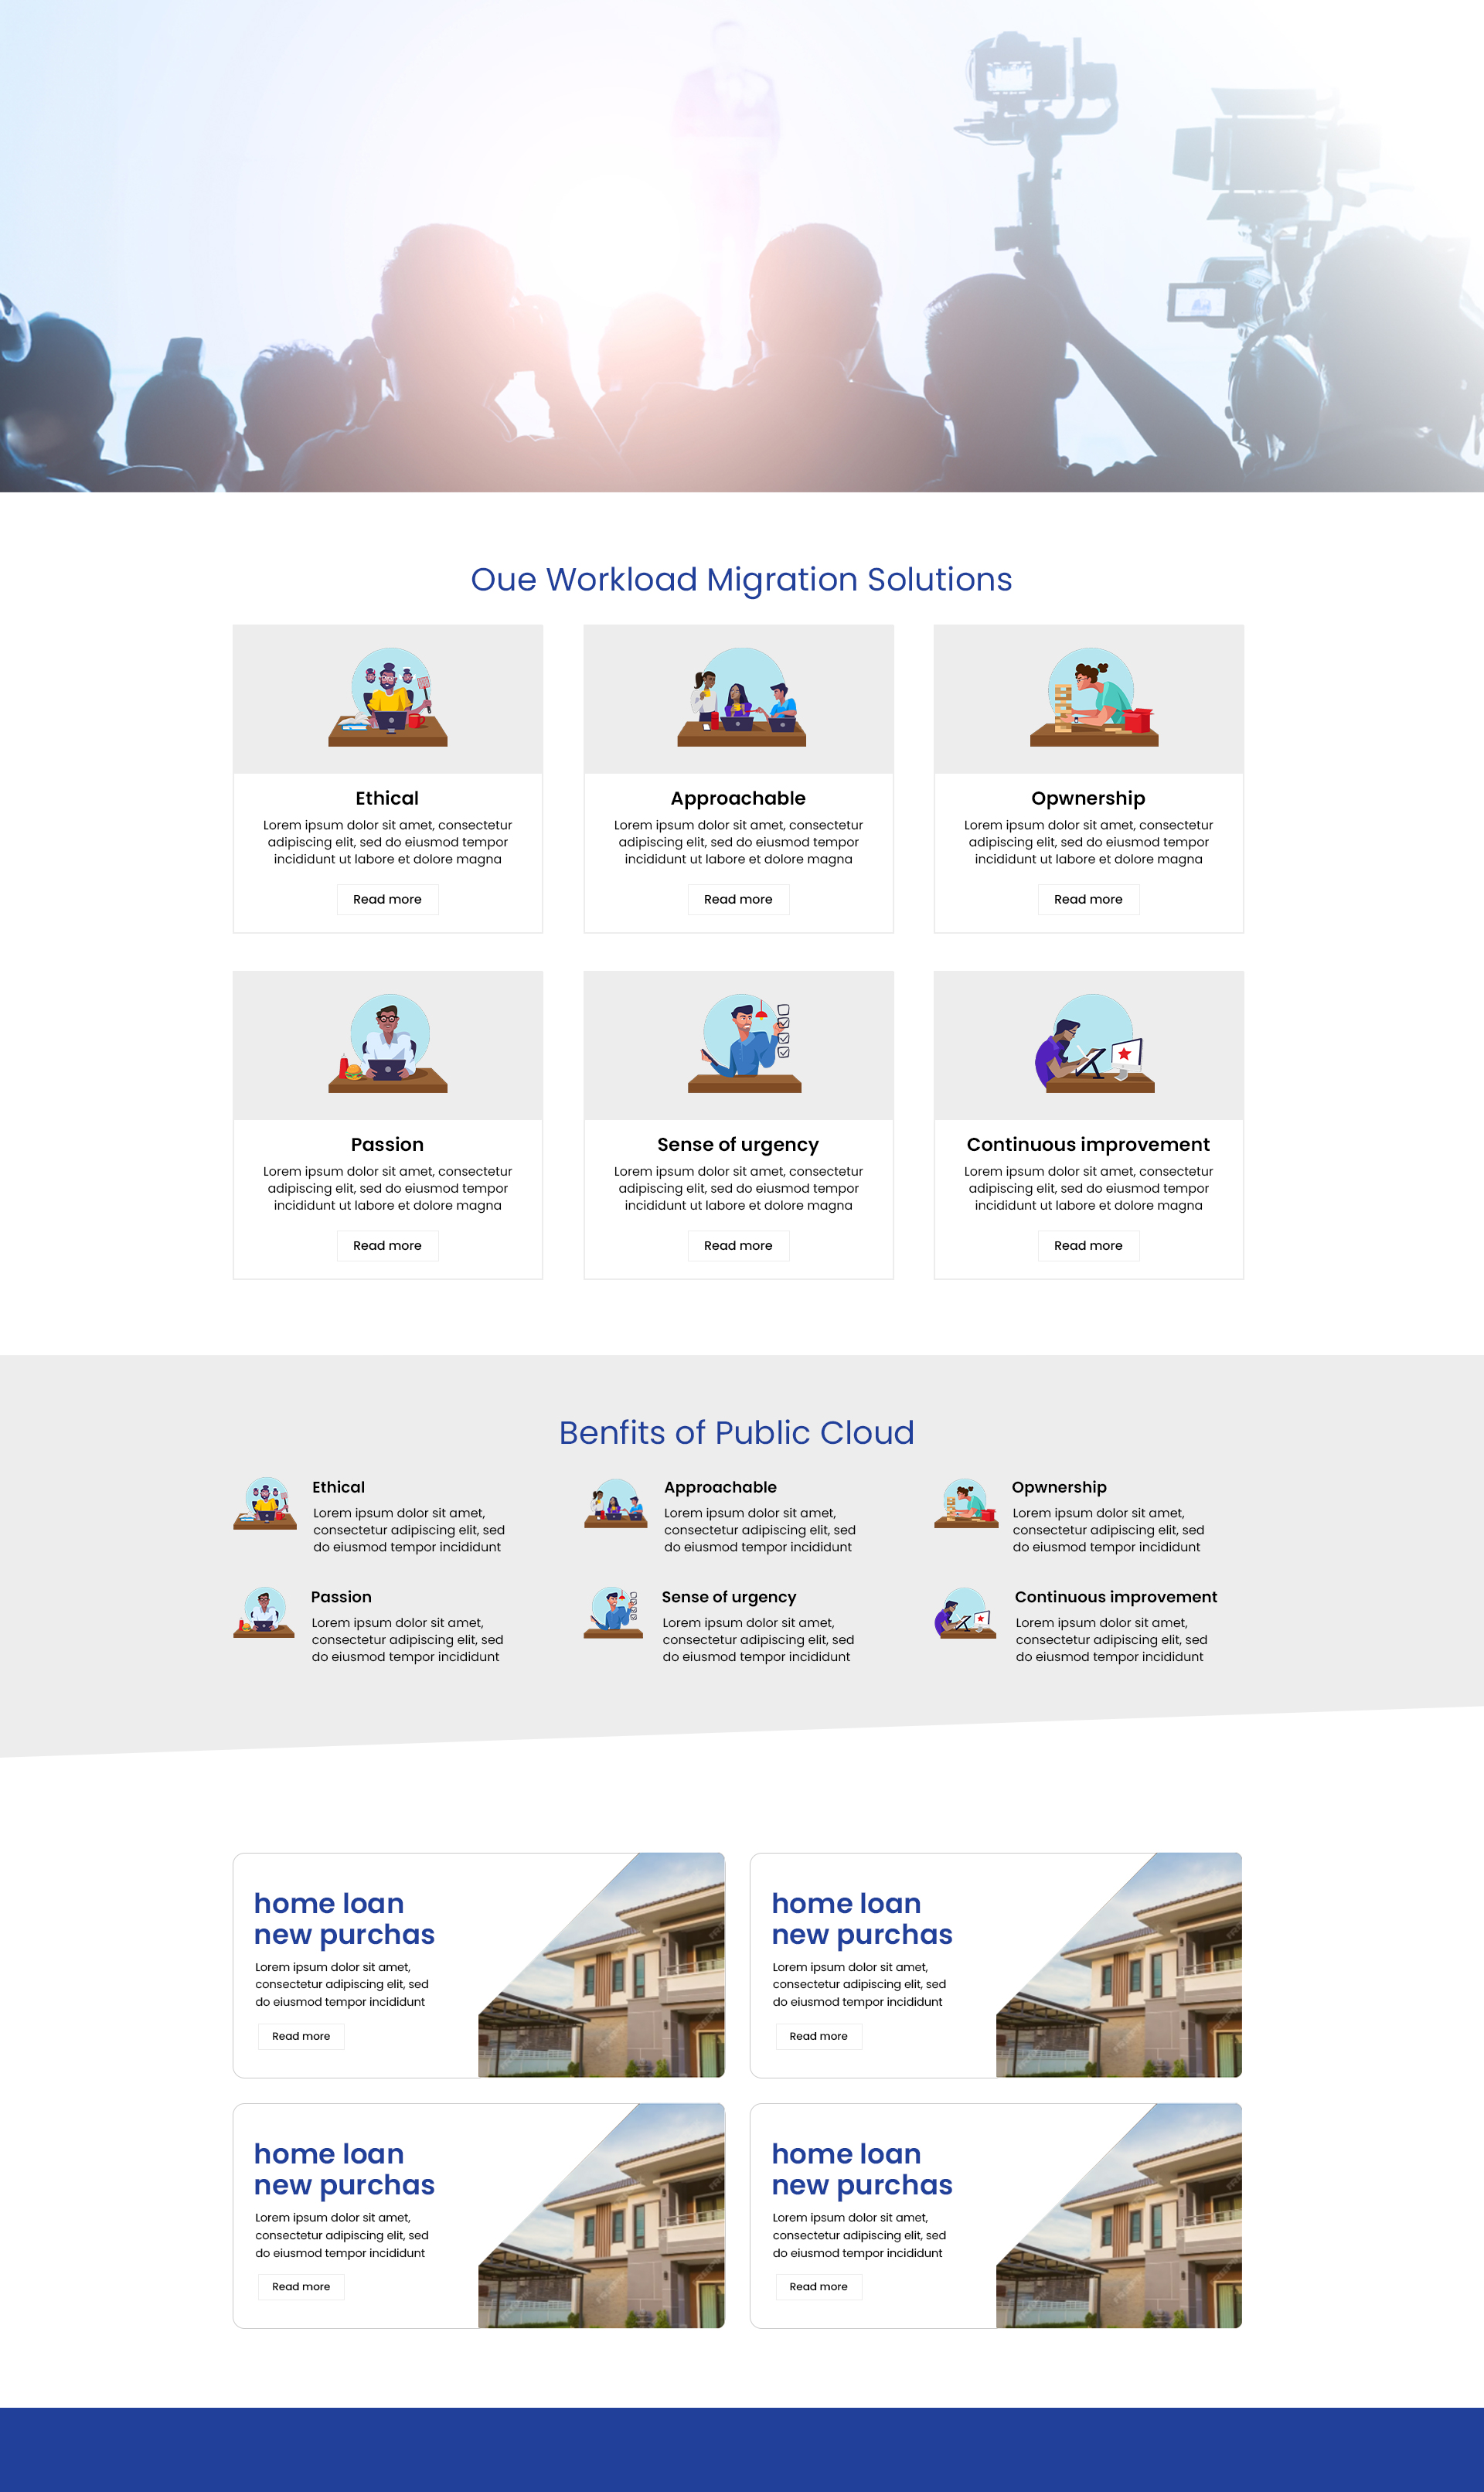 Oue Workload Migration Solutions
Ethical
Lorem ipsum dolor sit amet, consectetur
adipiscing elit, sed do eiusmod tempor
incididunt ut labore et dolore magna
Read more
Approachable
Lorem ipsum dolor sit amet, consectetur
adipiscing elit, sed do eiusmod tempor
incididunt ut labore et dolore magna
Read more
Opwnership
Lorem ipsum dolor sit amet, consectetur
adipiscing elit, sed do eiusmod tempor
incididunt ut labore et dolore magna
Read more
Passion
Lorem ipsum dolor sit amet, consectetur
adipiscing elit, sed do eiusmod tempor
incididunt ut labore et dolore magna
Read more
Sense of urgency
Lorem ipsum dolor sit amet, consectetur
adipiscing elit, sed do eiusmod tempor
incididunt ut labore et dolore magna
Read more
Continuous improvement
Lorem ipsum dolor sit amet, consectetur
adipiscing elit, sed do eiusmod tempor
incididunt ut labore et dolore magna
Read more
Benfits of Public Cloud
Ethical
Lorem ipsum dolor sit amet,
consectetur adipiscing elit, sed
do eiusmod tempor incididunt
Approachable
Lorem ipsum dolor sit amet,
consectetur adipiscing elit, sed
do eiusmod tempor incididunt
Opwnership
Lorem ipsum dolor sit amet,
consectetur adipiscing elit, sed
do eiusmod tempor incididunt
Passion
Lorem ipsum dolor sit amet,
consectetur adipiscing elit, sed
do eiusmod tempor incididunt
Sense of urgency
Lorem ipsum dolor sit amet,
consectetur adipiscing elit, sed
do eiusmod tempor incididunt
Continuous improvement
Lorem ipsum dolor sit amet,
consectetur adipiscing elit, sed
do eiusmod tempor incididunt
home loan
new purchas
Lorem ipsum dolor sit amet,
consectetur adipiscing elit, sed
do eiusmod tempor incididunt
Read more
home loan
new purchas
Lorem ipsum dolor sit amet,
consectetur adipiscing elit, sed
do eiusmod tempor incididunt
Read more
home loan
new purchas
Lorem ipsum dolor sit amet,
consectetur adipiscing elit, sed
do eiusmod tempor incididunt
Read more
home loan
new purchas
Lorem ipsum dolor sit amet,
consectetur adipiscing elit, sed
do eiusmod tempor incididunt
Read more